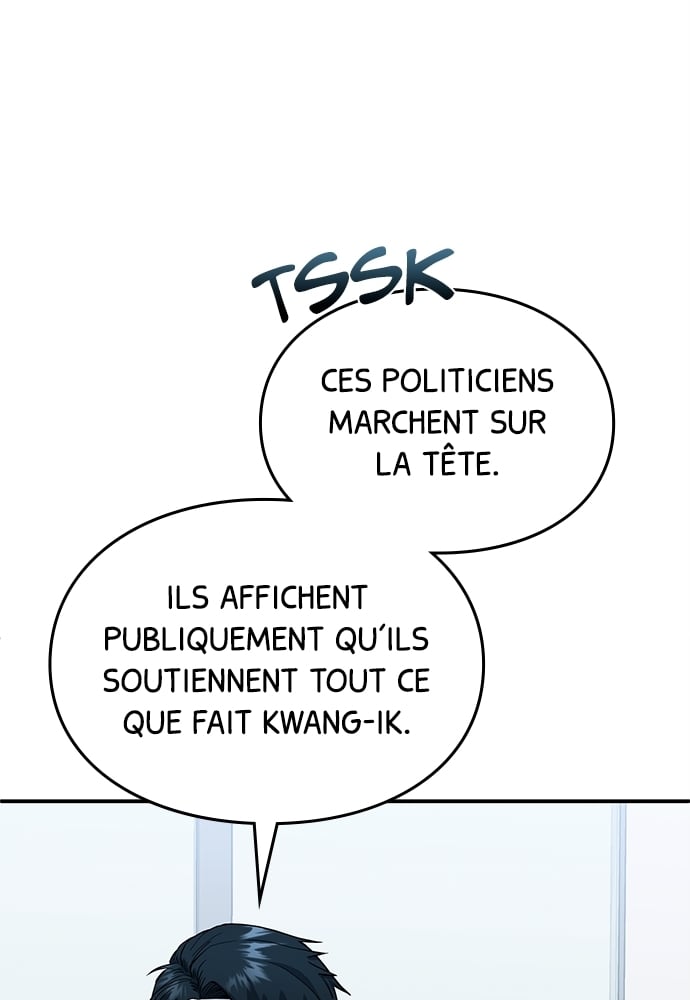 TSSK
CES POLITICIENS
MARCHENT SUR
LA TÊTE.
ILS AFFICHENT
PUBLIQUEMENT QU'ILS
SOUTIENNENT TOUT CE
QUE FAIT KWANG-IK.